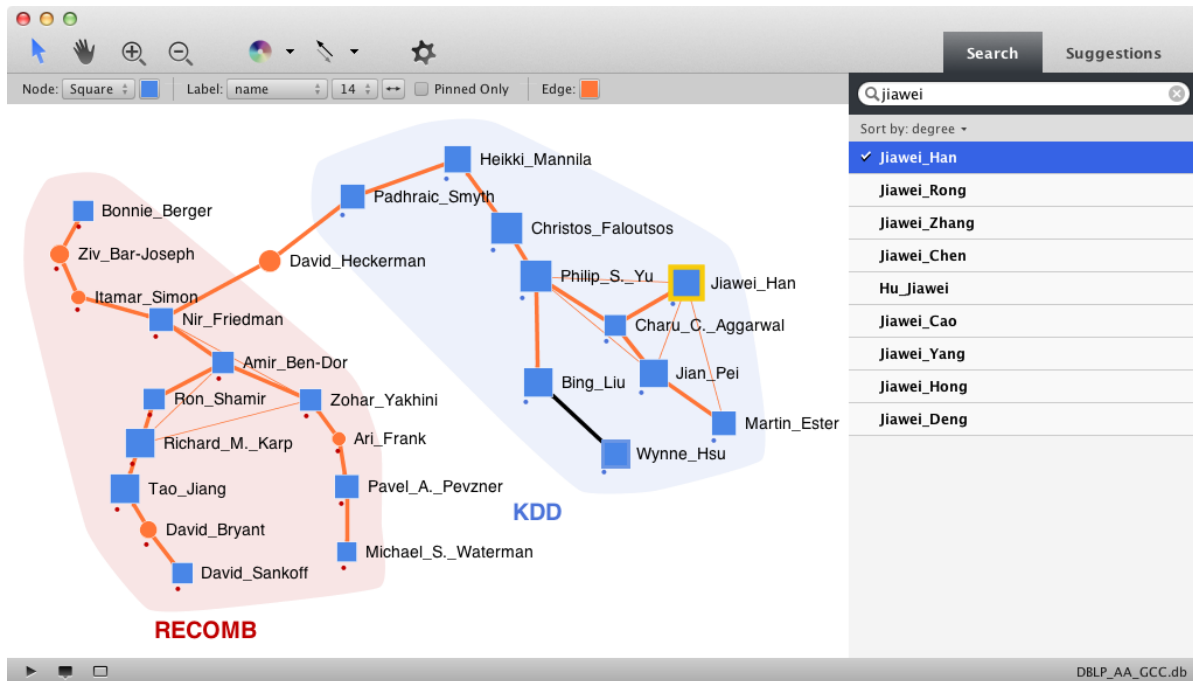 Search
Suggestions
Node: Square
Label: name
14
Pinned Only
Edge:
jiawei
Sort by: degree
Jiawei_Han
Jiawei_Rong
Jiawei_Zhang
Jiawei_Chen
Hu_Jiawei
Jiawei_Cao
Jiawei_Yang
Jiawei_Hong
Jiawei_Deng
Heikki_Mannila
Padhraic_Smyth
Bonnie_Berger
Christos_Faloutsos
Ziv_Bar-Joseph
David_Heckerman
Philip_S._Yu
Jiawei_Han
Itamar_Simon
Nir_Friedman
Charu_C._Aggarwal
Amir_Ben-Dor
Jian_Pei
Bing_Liu
Ron_Shamir
Zohar_Yakhini
Martin_Ester
Ari_Frank
Richard_M._Karp
Wynne_Hsu
Tao_Jiang
Pavel_A._Pevzner
KDD
David_Bryant
Michael_S._Waterman
David_Sankoff
RECOMB
DBLP_AA_GCC.db